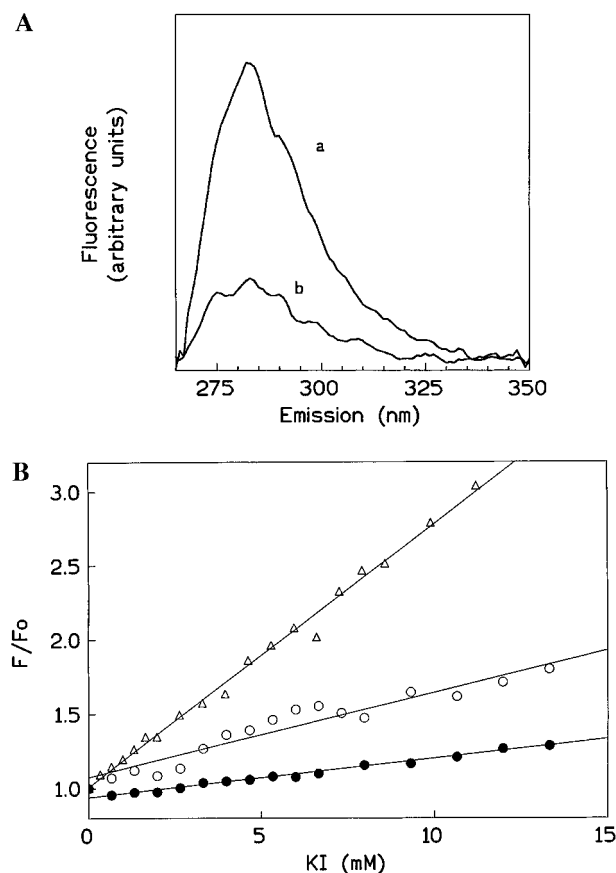 A
Fluorescence
(arbitrary units)
a
b
275
300
325
350
Emission (nm)
B
3.0
2.5
2.0
1.5
1.0
F/Fo
0
5
10
15
KI (mM)